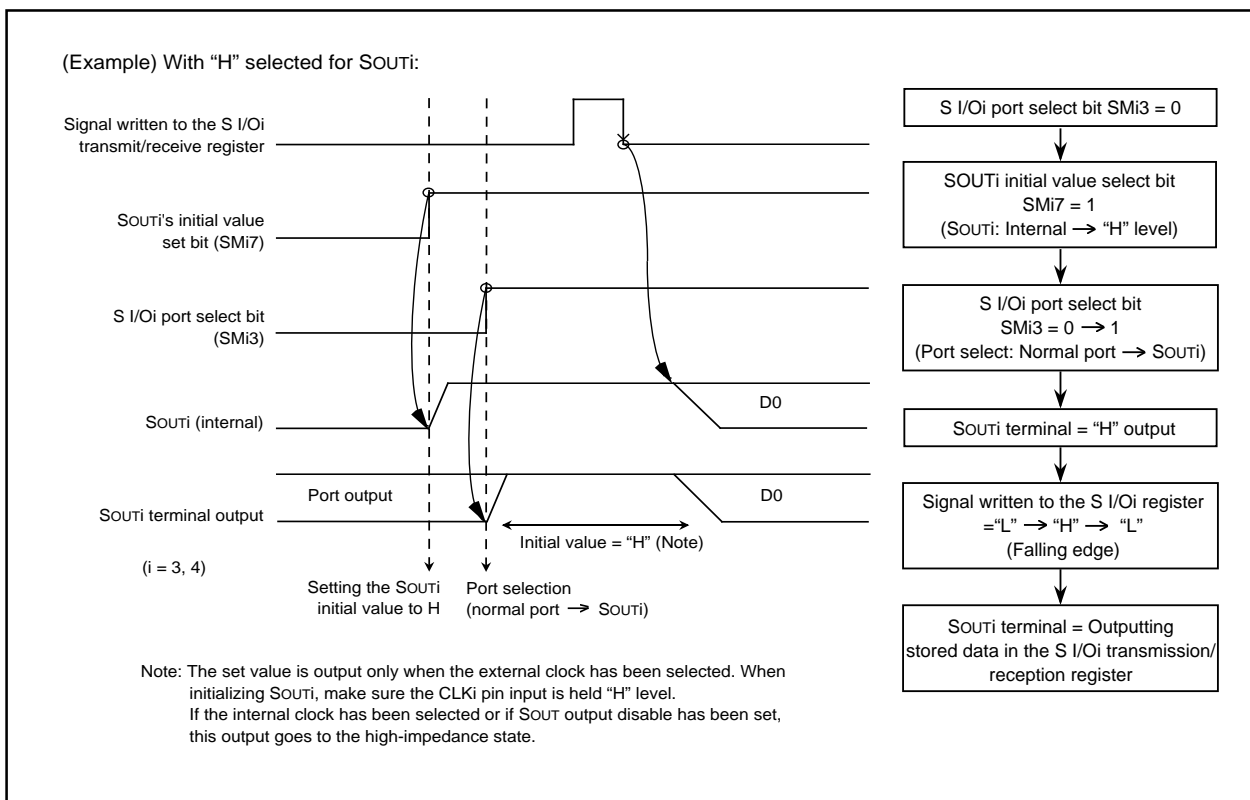 (Example) With “H” selected for SOUTi:
Signal written to the S I/Oi
transmit/receive register
SOUTi's initial value
set bit (SMi7)
S I/Oi port select bit
(SMi3)
SOUTi (internal)
D0
Port output
D0
SOUTi terminal output
Initial value = “H” (Note)
(i = 3, 4)
Setting the SOUTi
initial value to H
Port selection
(normal port → SOUTi)
Note: The set value is output only when the external clock has been selected. When
initializing SOUTi, make sure the CLKi pin input is held “H” level.
If the internal clock has been selected or if SOUT output disable has been set,
this output goes to the high-impedance state.
S I/Oi port select bit SMi3 = 0
SOUTi initial value select bit
SMi7 = 1
(SOUTi: Internal → “H” level)
S I/Oi port select bit
SMi3 = 0 → 1
(Port select: Normal port → SOUTi)
SOUTi terminal = “H” output
Signal written to the S I/Oi register
=“L” → “H” → “L”
(Falling edge)
SOUTi terminal = Outputting
stored data in the S I/Oi transmission/
reception register